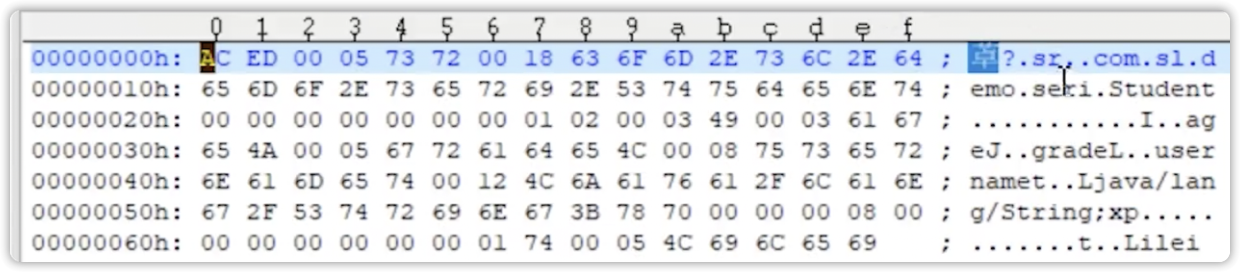 0 1 2 3 4 5 6 7 8 9 a b c d e f
00000000h: AC ED 00 05 73 72 00 18 63 6F 6D 2E 73 6C 2E 64 ; 卓?.sr,.com.sl.d
00000010h: 65 6D 6F 2E 73 65 72 69 2E 53 74 75 64 65 6E 74 ; emo.seri.Student
00000020h: 00 00 00 00 00 00 00 01 02 00 03 49 00 03 61 67 ; ...........I..ag
00000030h: 65 4A 00 05 67 72 61 64 65 4C 00 08 75 73 65 72 ; eJ..gradeL..user
00000040h: 6E 61 6D 65 74 00 12 4C 6A 61 76 61 2F 6C 61 6E ; namet..Ljava/lan
00000050h: 67 2F 53 74 72 69 6E 67 3B 78 70 00 00 00 08 00 ; g/String;xp.....
00000060h: 00 00 00 00 00 00 01 74 00 05 4C 69 6C 65 69 ; .......t..Lilei